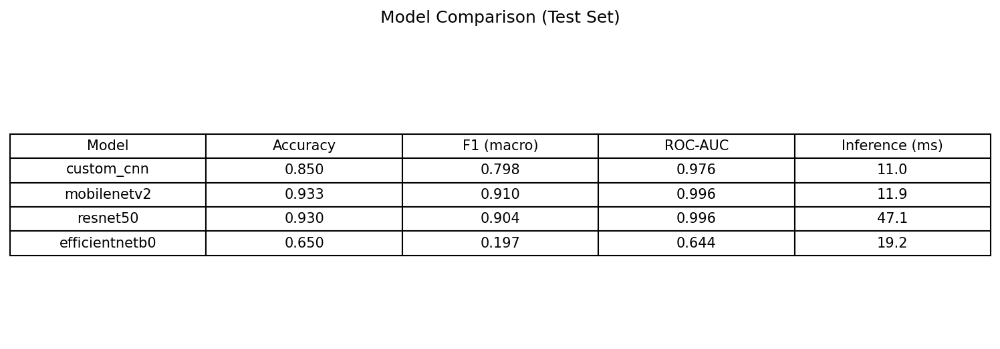 Model Comparison (Test Set)
Model Accuracy F1 (macro) ROC-AUC Inference (ms)
custom_cnn 0.850 0.798 0.976 11.0
mobilenetv2 0.933 0.910 0.996 11.9
resnet50 0.930 0.904 0.996 47.1
efficientnetb0 0.650 0.197 0.644 19.2